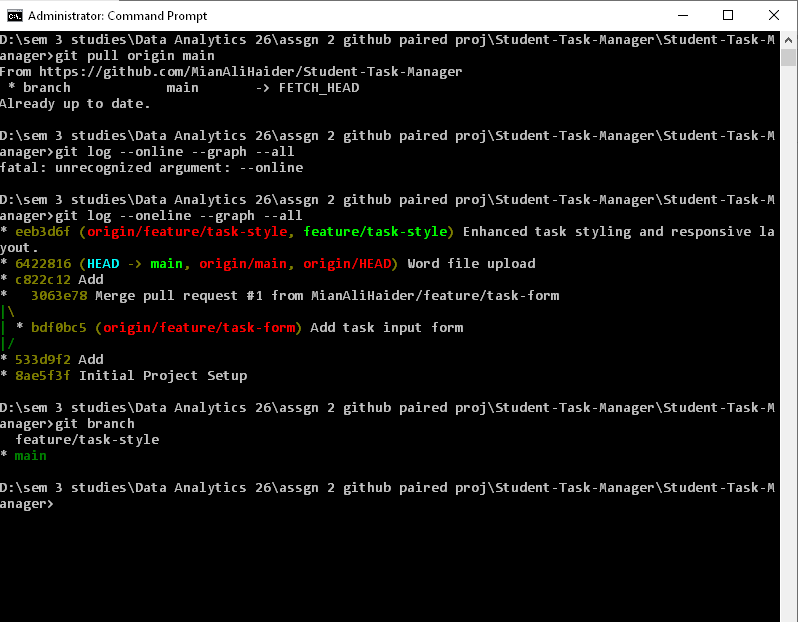 Administrator: Command Prompt
D:\sem 3 studies\Data Analytics 26\assgn 2 github paired proj\Student-Task-Manager\Student-Task-M
anager>git pull origin main
From https://github.com/MianAliHaider/Student-Task-Manager
 * branch            main       -> FETCH_HEAD
Already up to date.
D:\sem 3 studies\Data Analytics 26\assgn 2 github paired proj\Student-Task-Manager\Student-Task-M
anager>git log --online --graph --all
fatal: unrecognized argument: --online
D:\sem 3 studies\Data Analytics 26\assgn 2 github paired proj\Student-Task-Manager\Student-Task-M
anager>git log --oneline --graph --all
* eeb3d6f (origin/feature/task-style, feature/task-style) Enhanced task styling and responsive la
yout.
* 6422816 (HEAD -> main, origin/main, origin/HEAD) Word file upload
* c822c12 Add
*   3063e78 Merge pull request #1 from MianAliHaider/feature/task-form
|\
| * bdf0bc5 (origin/feature/task-form) Add task input form
|/
* 533d9f2 Add
* 8ae5f3f Initial Project Setup
D:\sem 3 studies\Data Analytics 26\assgn 2 github paired proj\Student-Task-Manager\Student-Task-M
anager>git branch
  feature/task-style
* main
D:\sem 3 studies\Data Analytics 26\assgn 2 github paired proj\Student-Task-Manager\Student-Task-M
anager>